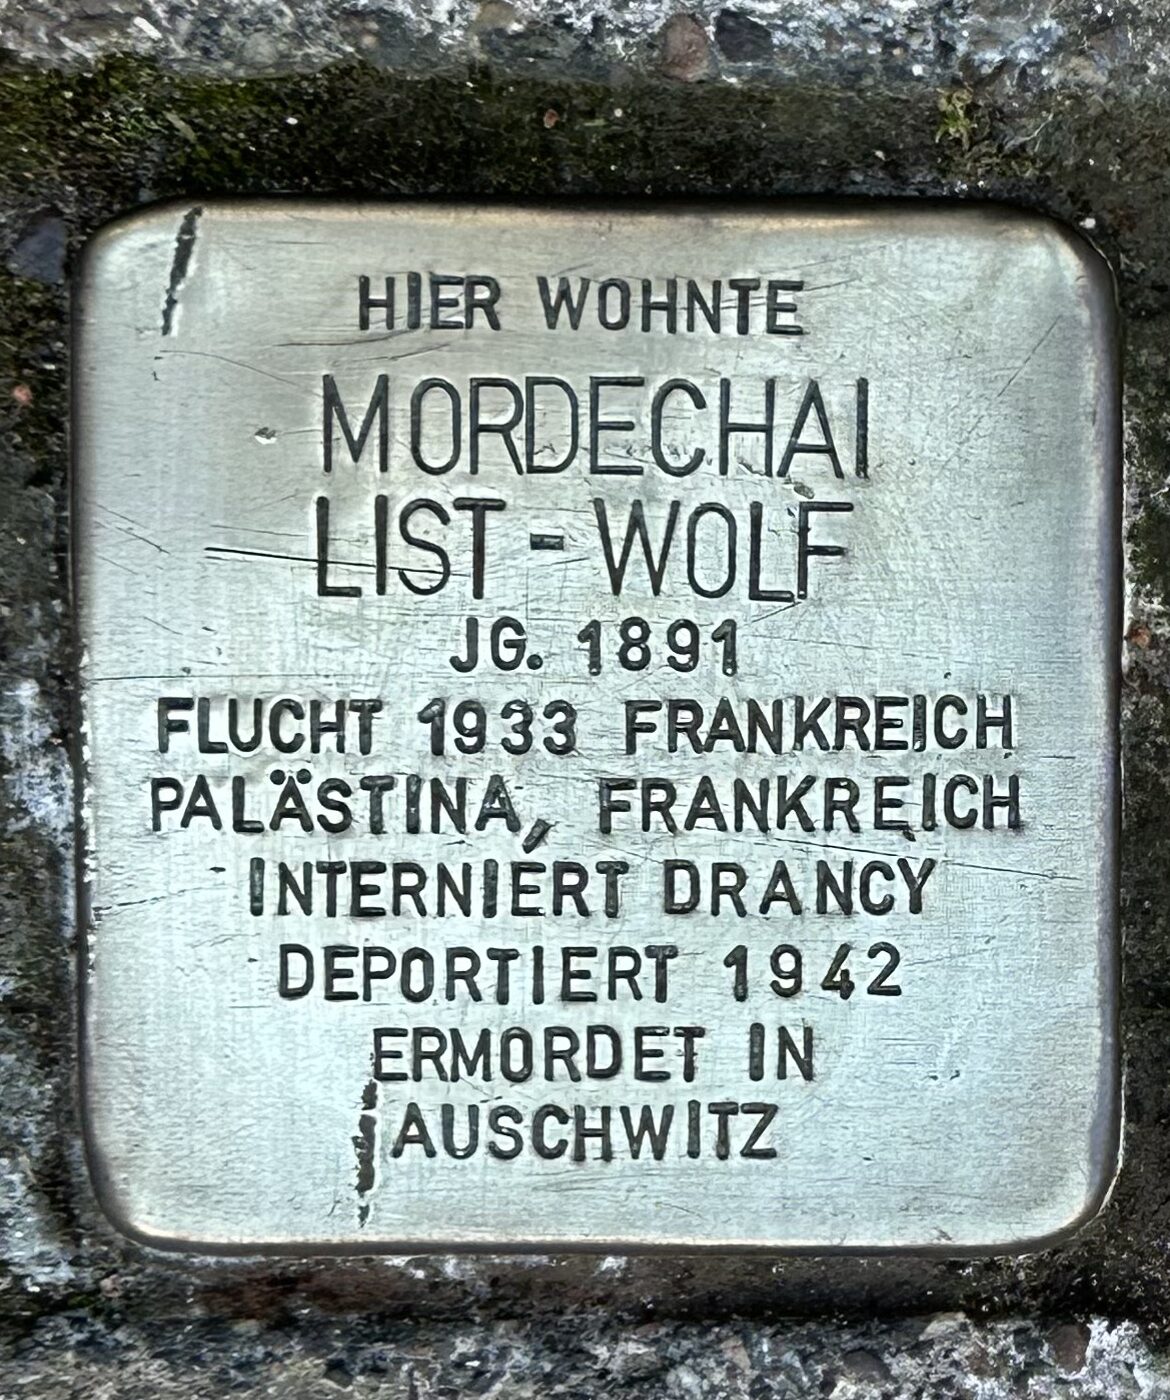 HIER WOHNTE
MORDECHAI
LIST - WOLF
JG. 1891
FLUCHT 1933 FRANKREICH
PALÄSTINA, FRANKREICH
INTERNIERT DRANCY
DEPORTIERT 1942
ERMORDET IN
AUSCHWITZ